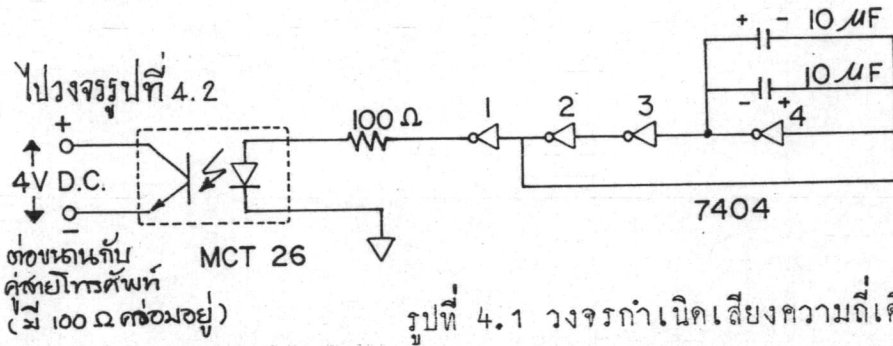 + - 10 µF
10 µF
- +
ไปวงจรรูปที่ 4.2
100 Ω
1 2 3 4
+
4V D.C.
-
7404
MCT 26
ต่อขนานกับ
คู่สายโทรศัพท์
(มี 100 Ω คร่อมอยู่)
รูปที่ 4.1 วงจรกำเนิดเสียงความถี่